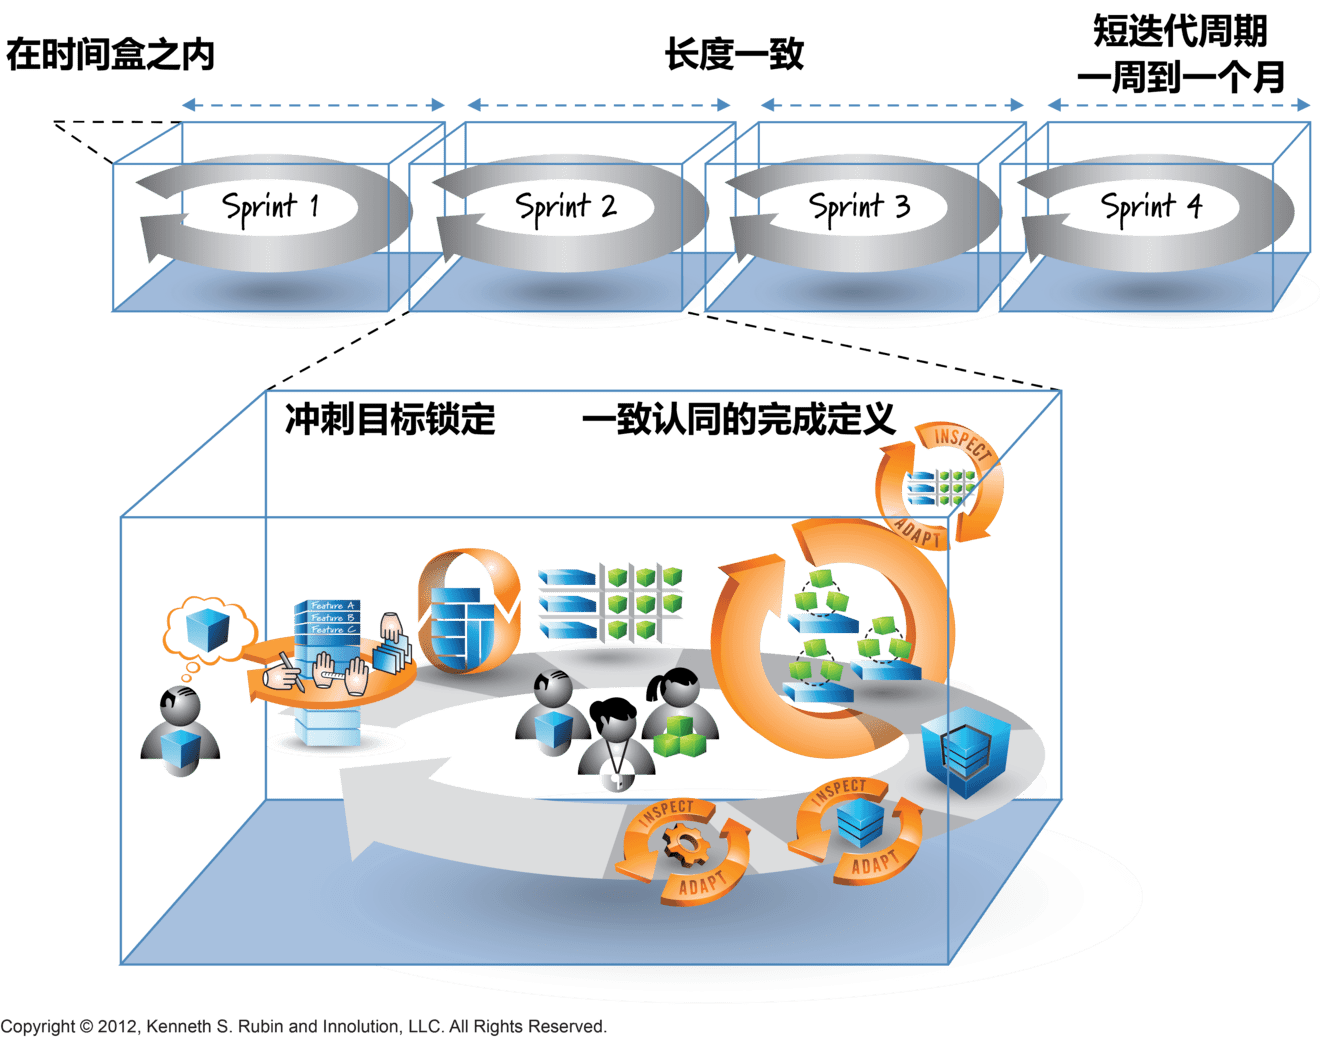 在时间盒之内
长度一致
短迭代周期
一周到一个月
Sprint 1
Sprint 2
Sprint 3
Sprint 4
冲刺目标锁定
一致认同的完成定义
INSPECT
ADAPT
Feature A
Feature B
Feature C
INSPECT
ADAPT
INSPECT
ADAPT
Copyright © 2012, Kenneth S. Rubin and Innolution, LLC. All Rights Reserved.